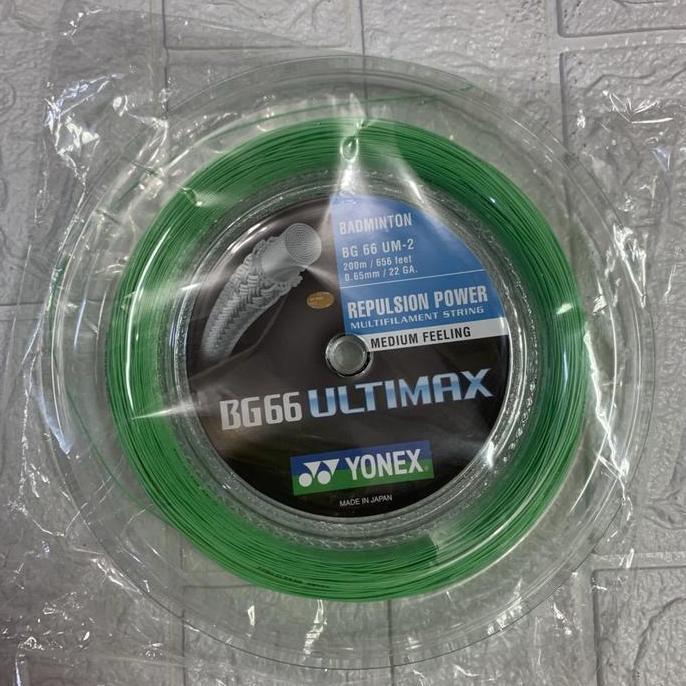 BADMINTON
BG 66 UM-2
200m / 656 feet
0.65mm / 22 GA.
REPULSION POWER
MULTIFILAMENT STRING
MEDIUM FEELING
BG66 ULTIMAX
YONEX
MADE IN JAPAN